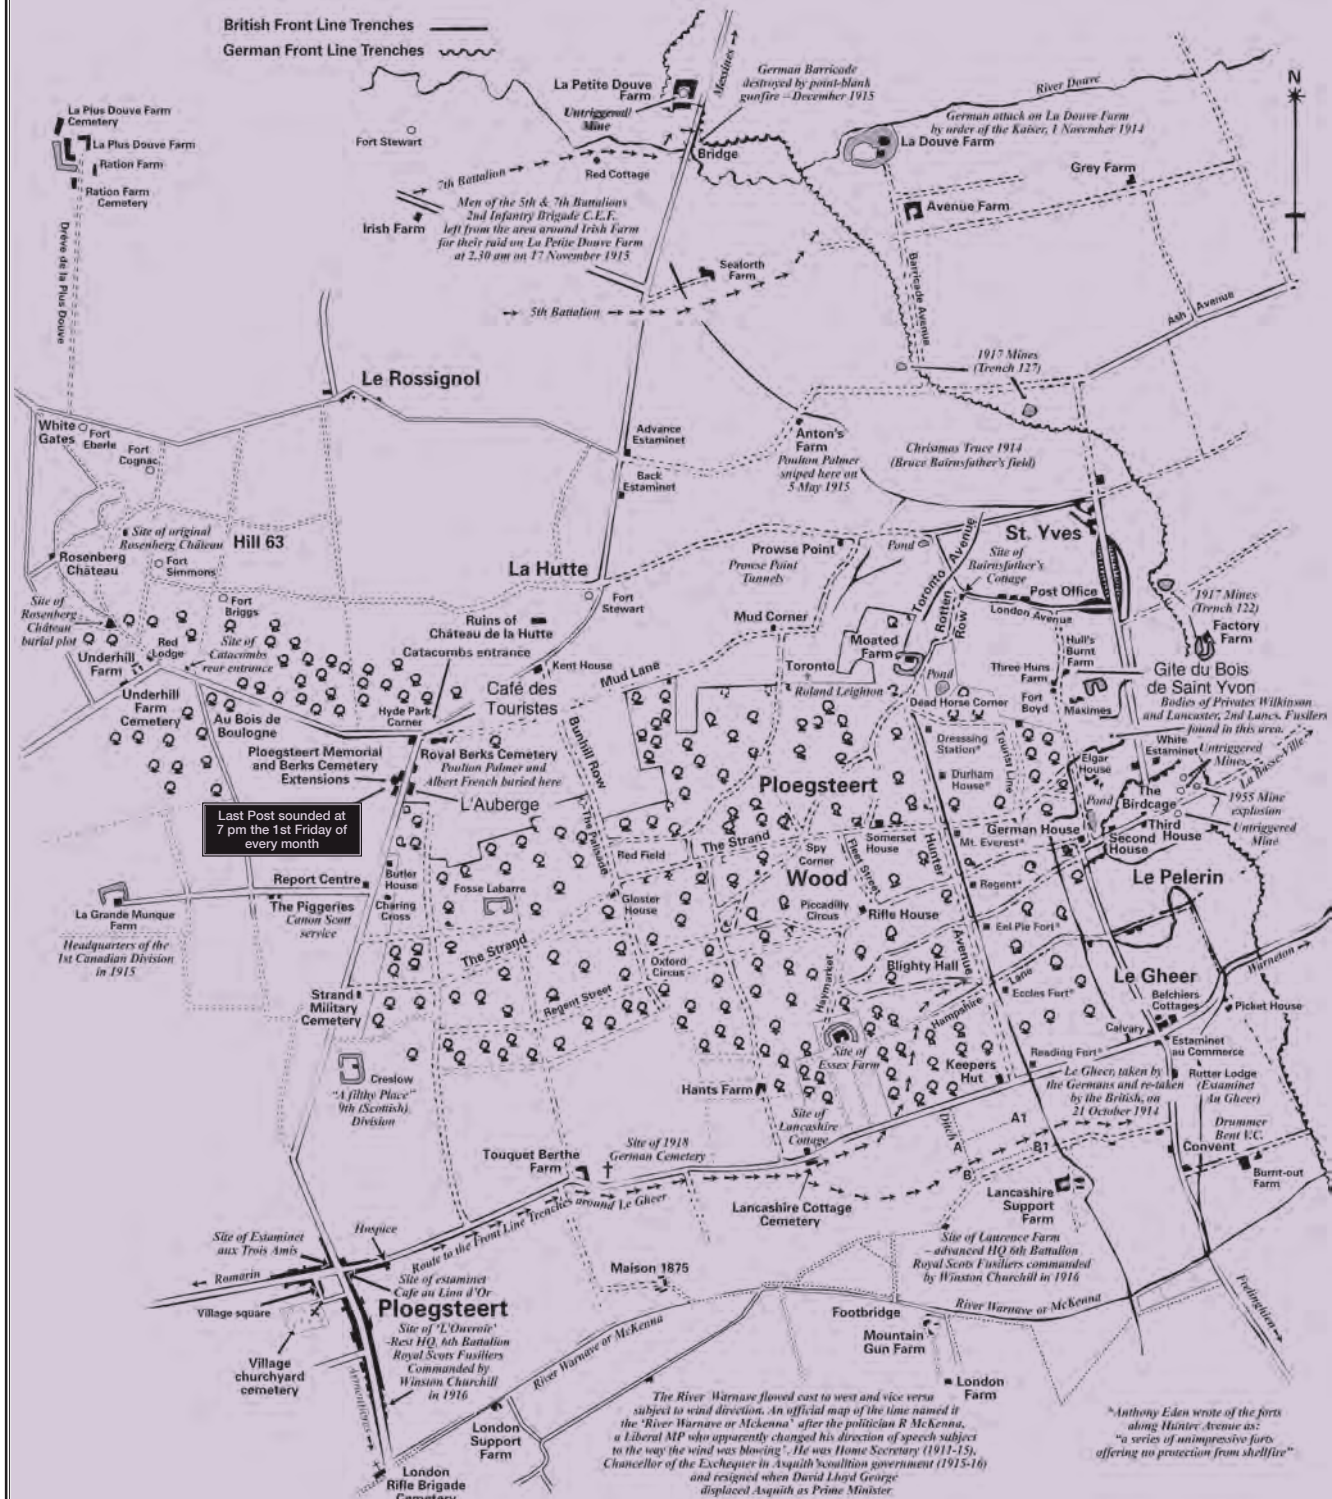 British Front Line Trenches
German Front Line Trenches
La Petite Douve
Farm
Messines
German Barricade
destroyed by point-blank
gunfire – December 1915
River Douve
N
La Plus Douve Farm
Cemetery
La Plus Douve Farm
Ration Farm
Ration Farm
Cemetery
Fort Stewart
Untriggered
Mine
Bridge
German attack on La Douve Farm
by order of the Kaiser, 1 November 1914
La Douve Farm
Grey Farm
7th Battalion
Red Cottage
Irish Farm
Men of the 5th & 7th Battalions
2nd Infantry Brigade C.E.F.
left from the area around Irish Farm
for their raid on La Petite Douve Farm
at 2.30 am on 17 November 1915
Avenue Farm
Drève de la Plus Douve
Seaforth
Farm
Barricade Avenue
5th Battalion
Ash Avenue
1917 Mines
(Trench 127)
Le Rossignol
White
Gates
Fort
Eberle
Fort
Cognac
Advance
Estaminet
Anton's
Farm
Poulton Palmer
sniped here on
5 May 1915
Christmas Truce 1914
(Bruce Bairnsfather's field)
Back
Estaminet
Site of original
Rosenberg Château
Hill 63
Rosenberg
Château
Fort
Simmons
La Hutte
Prowse Point
Prowse Point
Tunnels
Pond
Toronto Avenue
St. Yves
Site of
Bairnsfather's
Cottage
Site of
Rosenberg
Château
burial plot
Fort
Briggs
Fort
Stewart
Post Office
1917 Mines
(Trench 122)
Red
Lodge
Site of
Catacombs
rear entrance
Ruins of
Château de la Hutte
Catacombs entrance
Mud Corner
Rotten
Row
London Avenue
Factory
Farm
Underhill
Farm
Kent House
Mud Lane
Moated
Farm
Hull's
Burnt
Farm
Toronto
Three Huns
Farm
Gite du Bois
de Saint Yvon
Underhill
Farm
Cemetery
Au Bois de
Boulogne
Hyde Park
Corner
Café des
Touristes
Roland Leighton
Pond
Dead Horse Corner
Fort
Boyd
Maximes
Bodies of Privates Wilkinson
and Lancaster, 2nd Lancs. Fusilers
found in this area.
Ploegsteert Memorial
and Berks Cemetery
Extensions
Royal Berks Cemetery
Poulton Palmer and
Albert French buried here
Bunhill Row
Dresssing
Station*
Tourist Line
White
Estaminet
Untriggered
Mines
La Basse-Ville
L'Auberge
Ploegsteert
Durham
House*
Elgar
House
Last Post sounded at
7 pm the 1st Friday of
every month
The Palisade
Pond
The
Birdcage
1955 Mine
explosion
Red Field
The Strand
Spy
Corner
Somerset
House
Hunter
German House
Mt. Everest*
Second
House
Third
House
Untriggered
Mine
Report Centre
Butler
House
Fosse Labarre
Wood
Fleet Street
Regent*
Le Pelerin
La Grande Munque
Farm
The Piggeries
Canon Scott
service
Charing
Cross
Gloster
House
Piccadilly
Circus
Rifle House
Eel Pie Fort*
Headquarters of the
1st Canadian Division
in 1915
The Strand
Oxford
Circus
Haymarket
Blighty Hall
Avenue
Lane
Warneton
Strand
Military
Cemetery
Regent Street
Hampshire
Eccles Fort*
Le Gheer
Belchiers
Cottages
Picket House
Calvary
Site of
Essex Farm
Reading Fort*
Estaminet
au Commerce
Creslow
"A filthy Place"
9th (Scottish)
Division
Hants Farm
Keepers
Hut
Le Gheer, taken by
the Germans and re-taken
by the British, on
21 October 1914
Rutter Lodge
(Estaminet
Au Gheer)
Site of
Lancashire
Cottage
Ditch
A
A1
Drummer
Bent V.C.
Site of 1918
German Cemetery
Touquet Berthe
Farm
B
B1
Convent
Burnt-out
Farm
Lancashire Cottage
Cemetery
Lancashire
Support
Farm
Site of Estaminet
aux Trois Amis
Hospice
Route to the Front Line Trenches around Le Gheer
Site of Laurence Farm
– advanced HQ 6th Battalion
Royal Scots Fusiliers commanded
by Winston Churchill in 1916
Romarin
Site of estaminet
Cafe au Lion d'Or
Maison 1875
Frelinghien
Village square
Ploegsteert
Footbridge
River Warnave or McKenna
Site of 'L'Ouvroir'
-Rest HQ, 6th Battalion
Royal Scots Fusiliers
Commanded by
Winston Churchill
in 1916
Mountain
Gun Farm
Village
churchyard
cemetery
Armentieres
River Warnave or McKenna
London
Farm
London
Support
Farm
The River Warnave flowed east to west and vice versa
subject to wind direction. An official map of the time named it
the 'River Warnave or Mckenna' after the politician R McKenna,
a Liberal MP who apparently changed his direction of speech subject
to the way the wind was blowing'. He was Home Secretary (1911-15),
Chancellor of the Exchequer in Asquith'scoalition government (1915-16)
and resigned when David Lloyd George
displaced Asquith as Prime Minister
*Anthony Eden wrote of the forts
along Hunter Avenue as:
"a series of unimpressive forts
offering no protection from shellfire"
London
Rifle Brigade
Cemetery